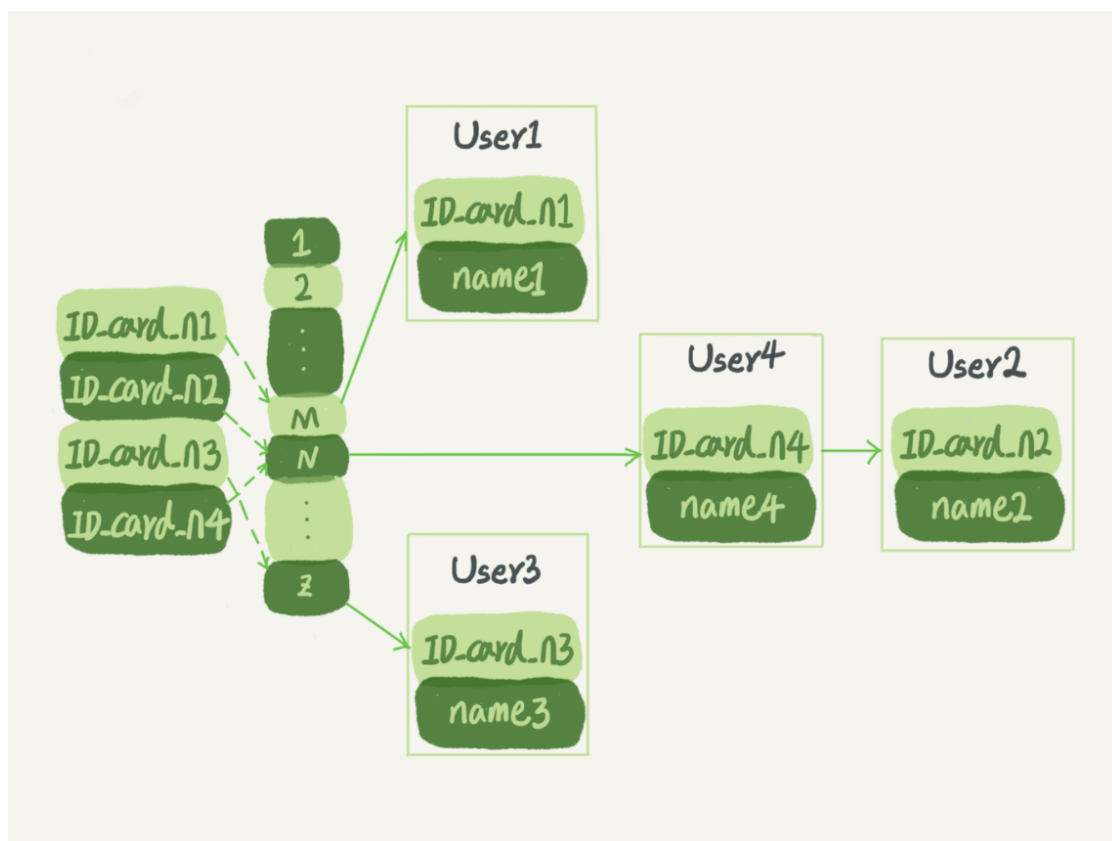 ID_card_n1
ID_card_n2
ID_card_n3
ID_card_n4
1
2
⋮
M
N
⋮
Z
User1
ID_card_n1
name1
User4
ID_card_n4
name4
User2
ID_card_n2
name2
User3
ID_card_n3
name3